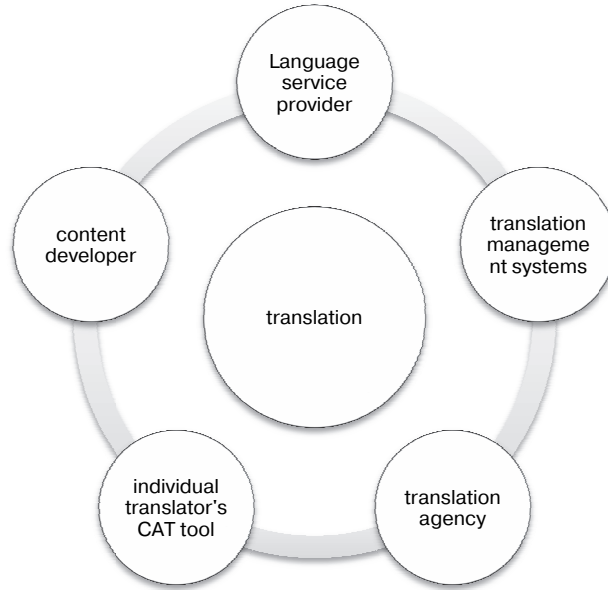 Language
service
provider
content
developer
translation
manageme
nt systems
translation
individual
translator's
CAT tool
translation
agency